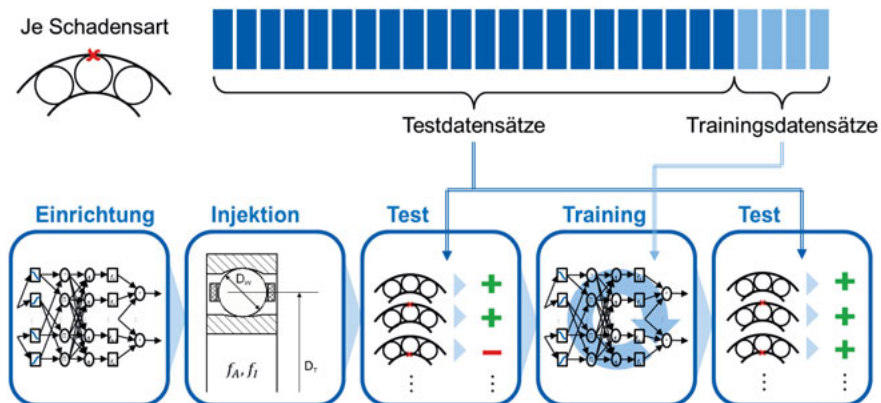 Je Schadensart
Testdatensätze
Trainingsdatensätze
Einrichtung
Injektion
Test
Training
Test
D_W
D_T
f_A, f_I